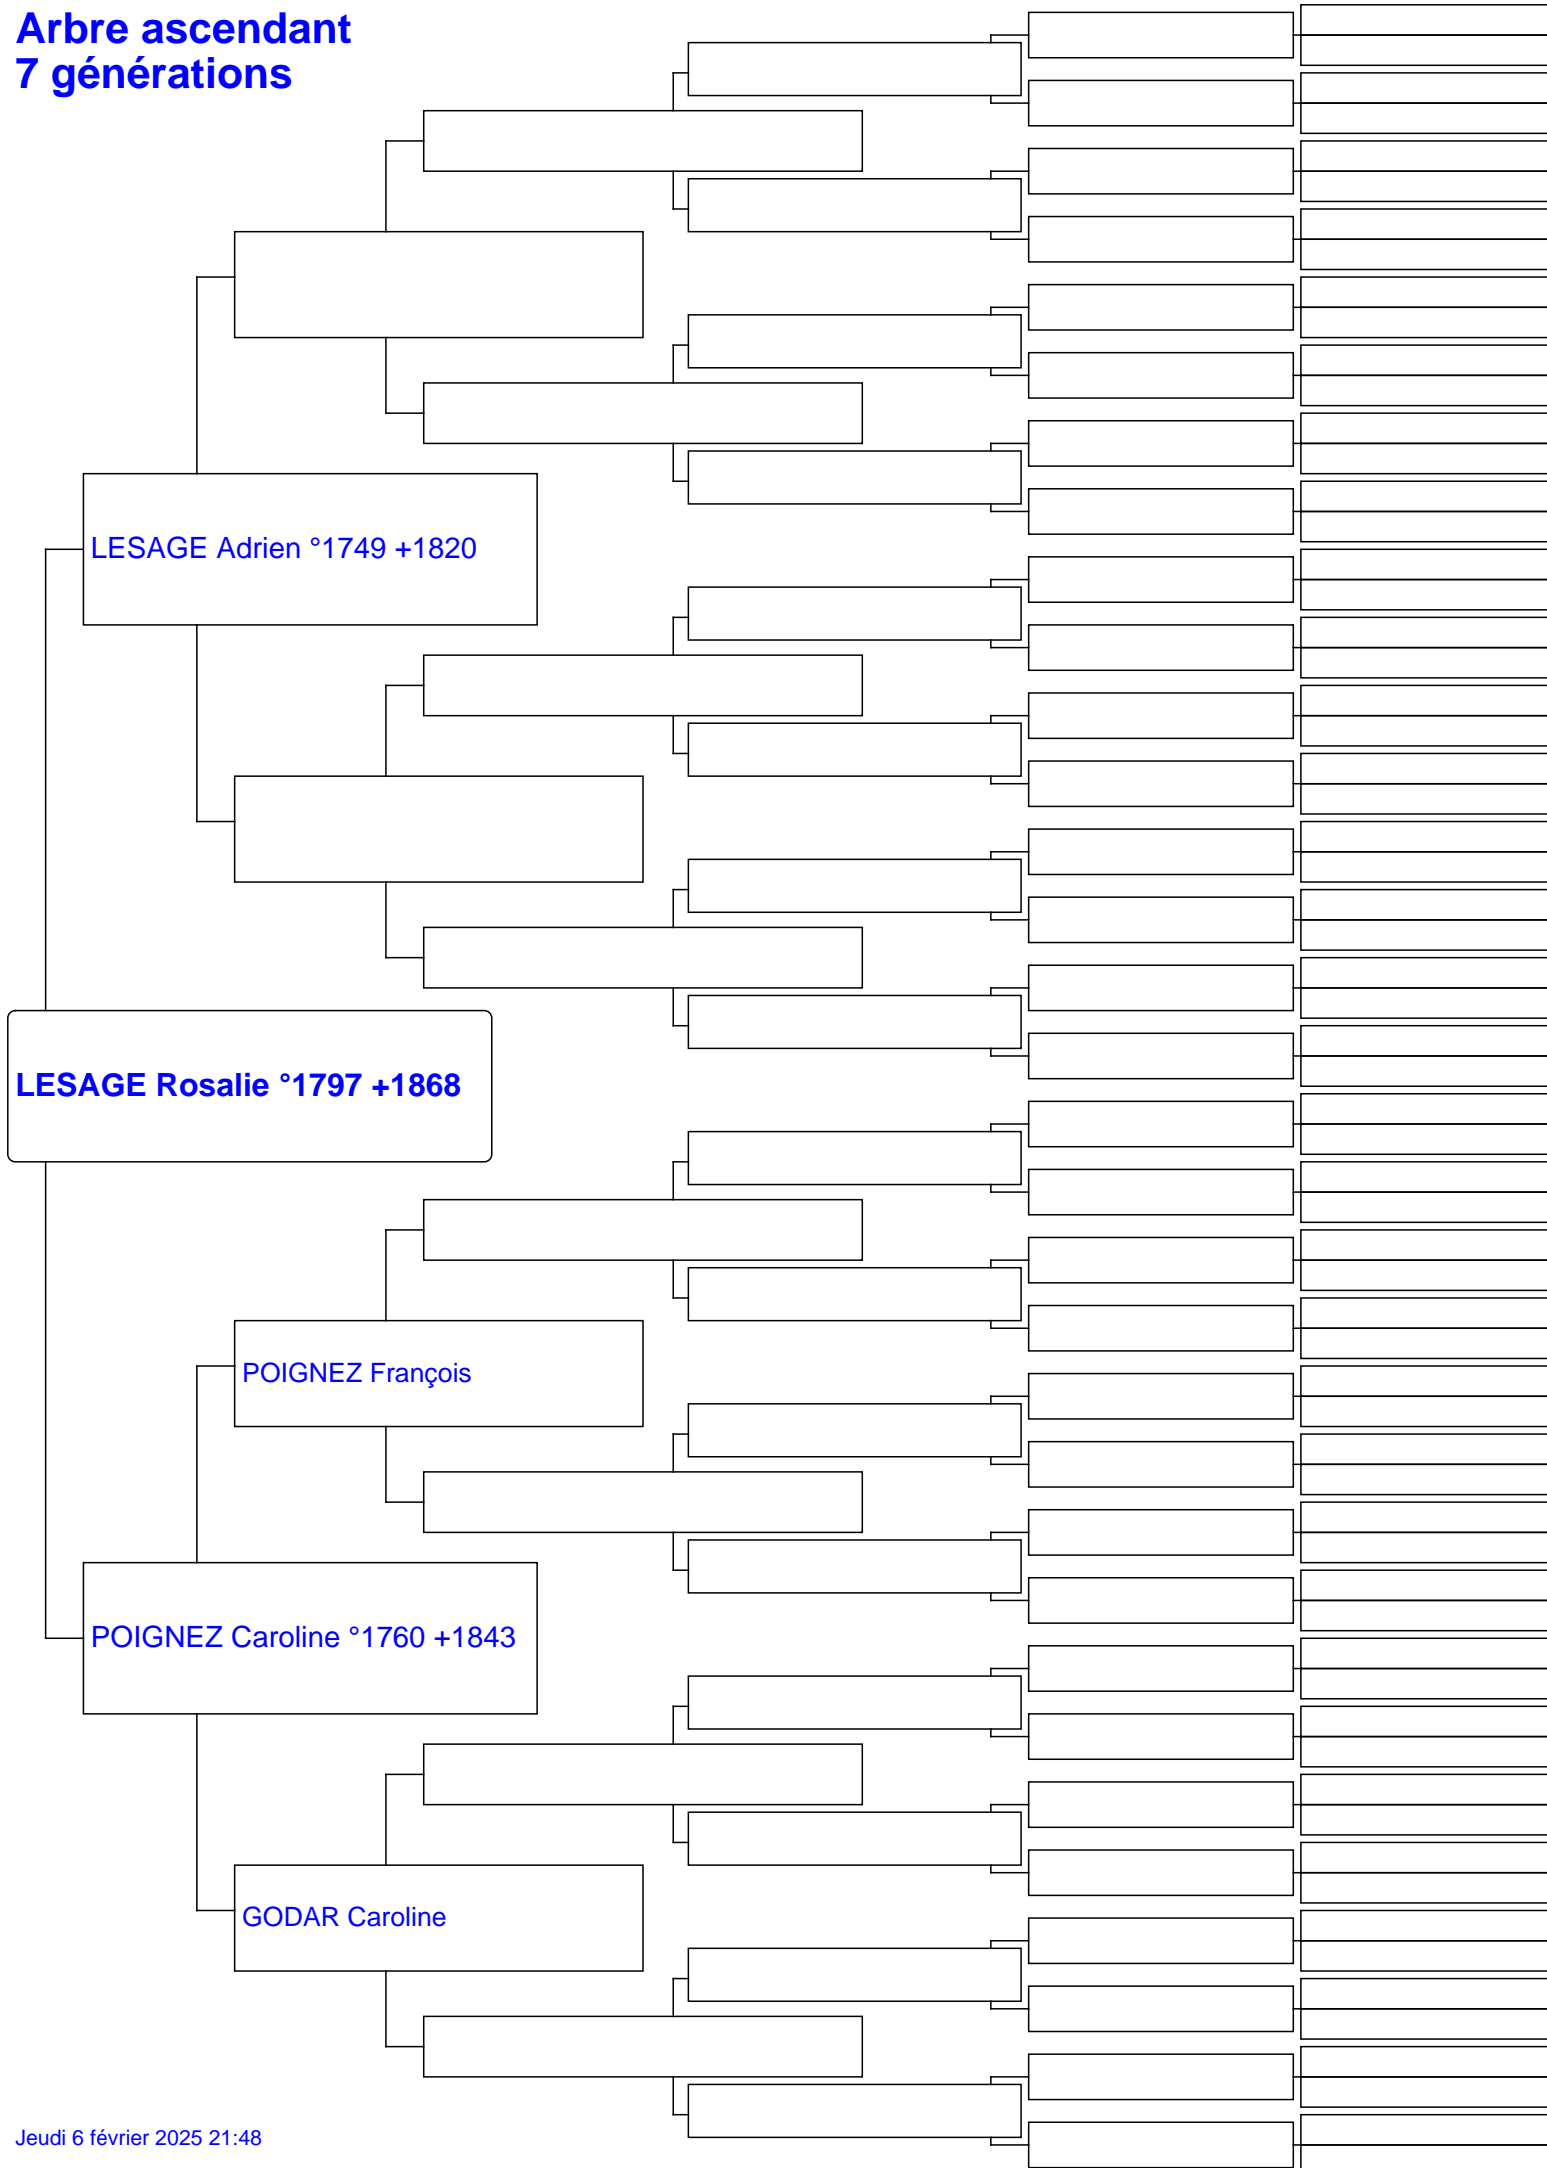 Arbre ascendant
7 générations
LESAGE Adrien °1749 +1820
LESAGE Rosalie °1797 +1868
POIGNEZ François
POIGNEZ Caroline °1760 +1843
GODAR Caroline
Jeudi 6 février 2025 21:48